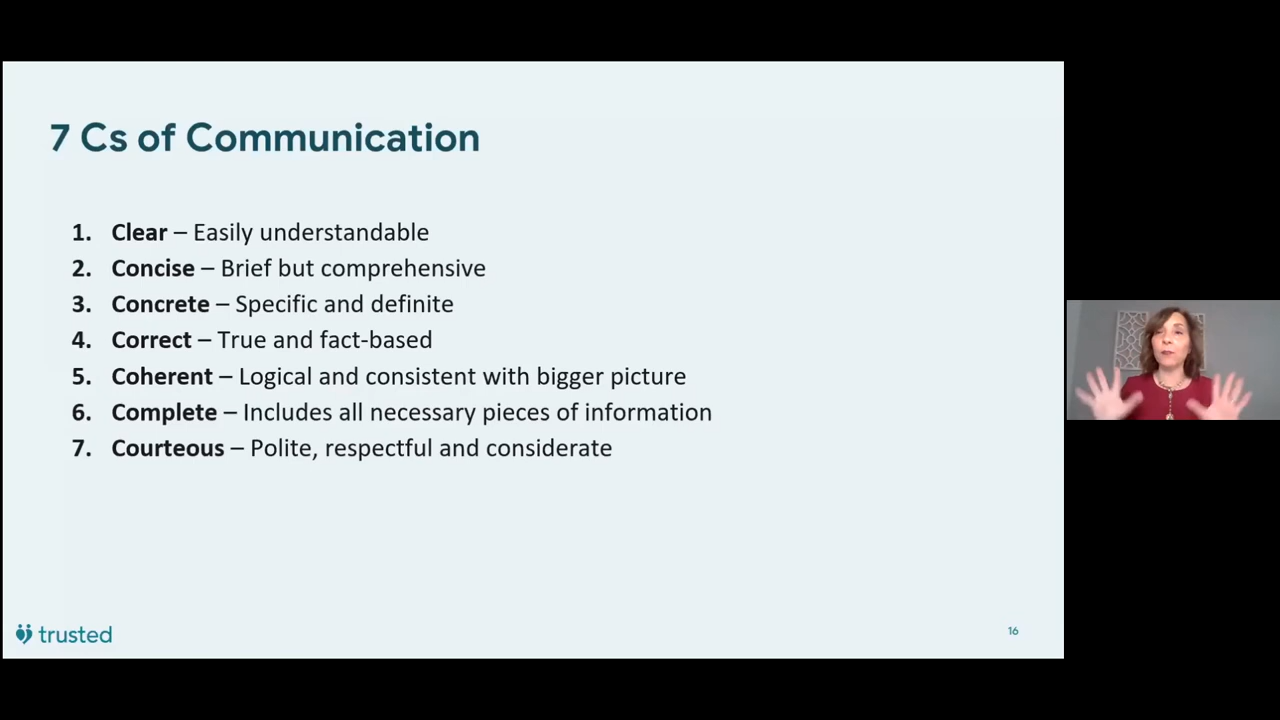 7 Cs of Communication
1. Clear – Easily understandable
2. Concise – Brief but comprehensive
3. Concrete – Specific and definite
4. Correct – True and fact-based
5. Coherent – Logical and consistent with bigger picture
6. Complete – Includes all necessary pieces of information
7. Courteous – Polite, respectful and considerate
trusted
16